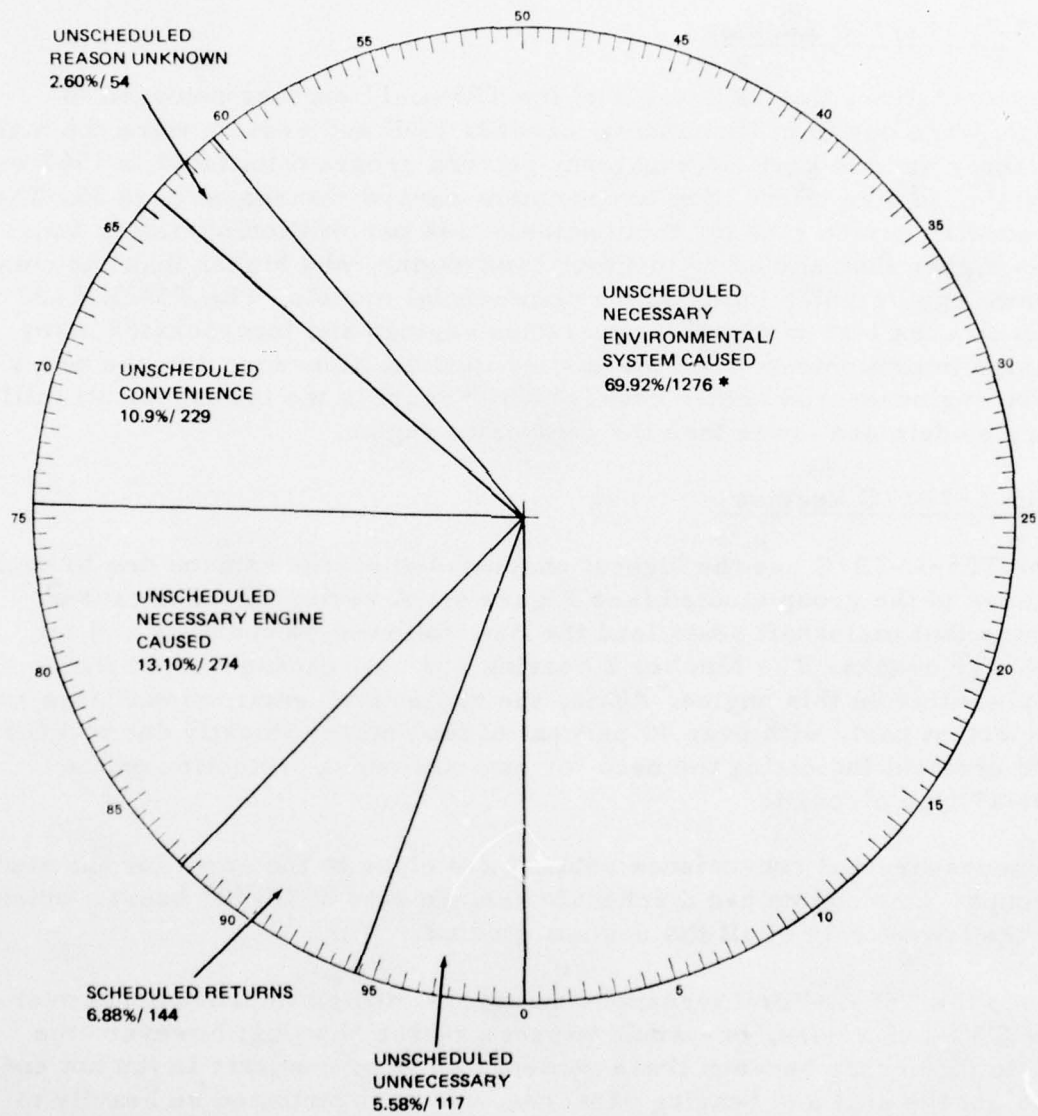 UNSCHEDULED
REASON UNKNOWN
2.60%/ 54
UNSCHEDULED
NECESSARY
ENVIRONMENTAL/
SYSTEM CAUSED
69.92%/1276 *
UNSCHEDULED
CONVENIENCE
10.9%/ 229
UNSCHEDULED
NECESSARY ENGINE
CAUSED
13.10%/ 274
SCHEDULED RETURNS
6.88%/ 144
UNSCHEDULED
UNNECESSARY
5.58%/ 117
0
5
10
15
20
25
30
35
40
45
50
55
60
65
70
75
80
85
90
95